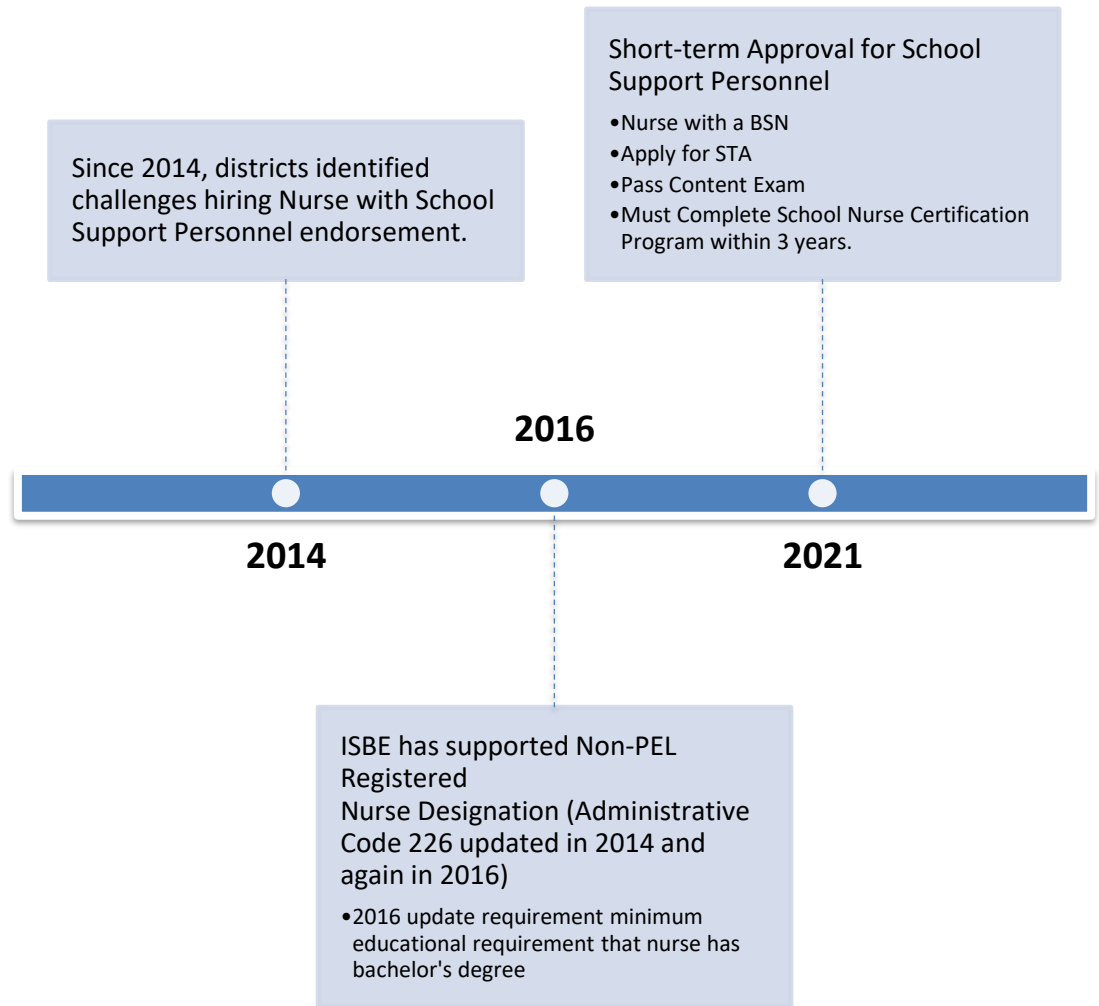 Short-term Approval for School
Support Personnel
•Nurse with a BSN
•Apply for STA
•Pass Content Exam
•Must Complete School Nurse Certification
Program within 3 years.
Since 2014, districts identified
challenges hiring Nurse with School
Support Personnel endorsement.
2016
2014
2021
ISBE has supported Non-PEL
Registered
Nurse Designation (Administrative
Code 226 updated in 2014 and
again in 2016)
•2016 update requirement minimum
educational requirement that nurse has
bachelor's degree